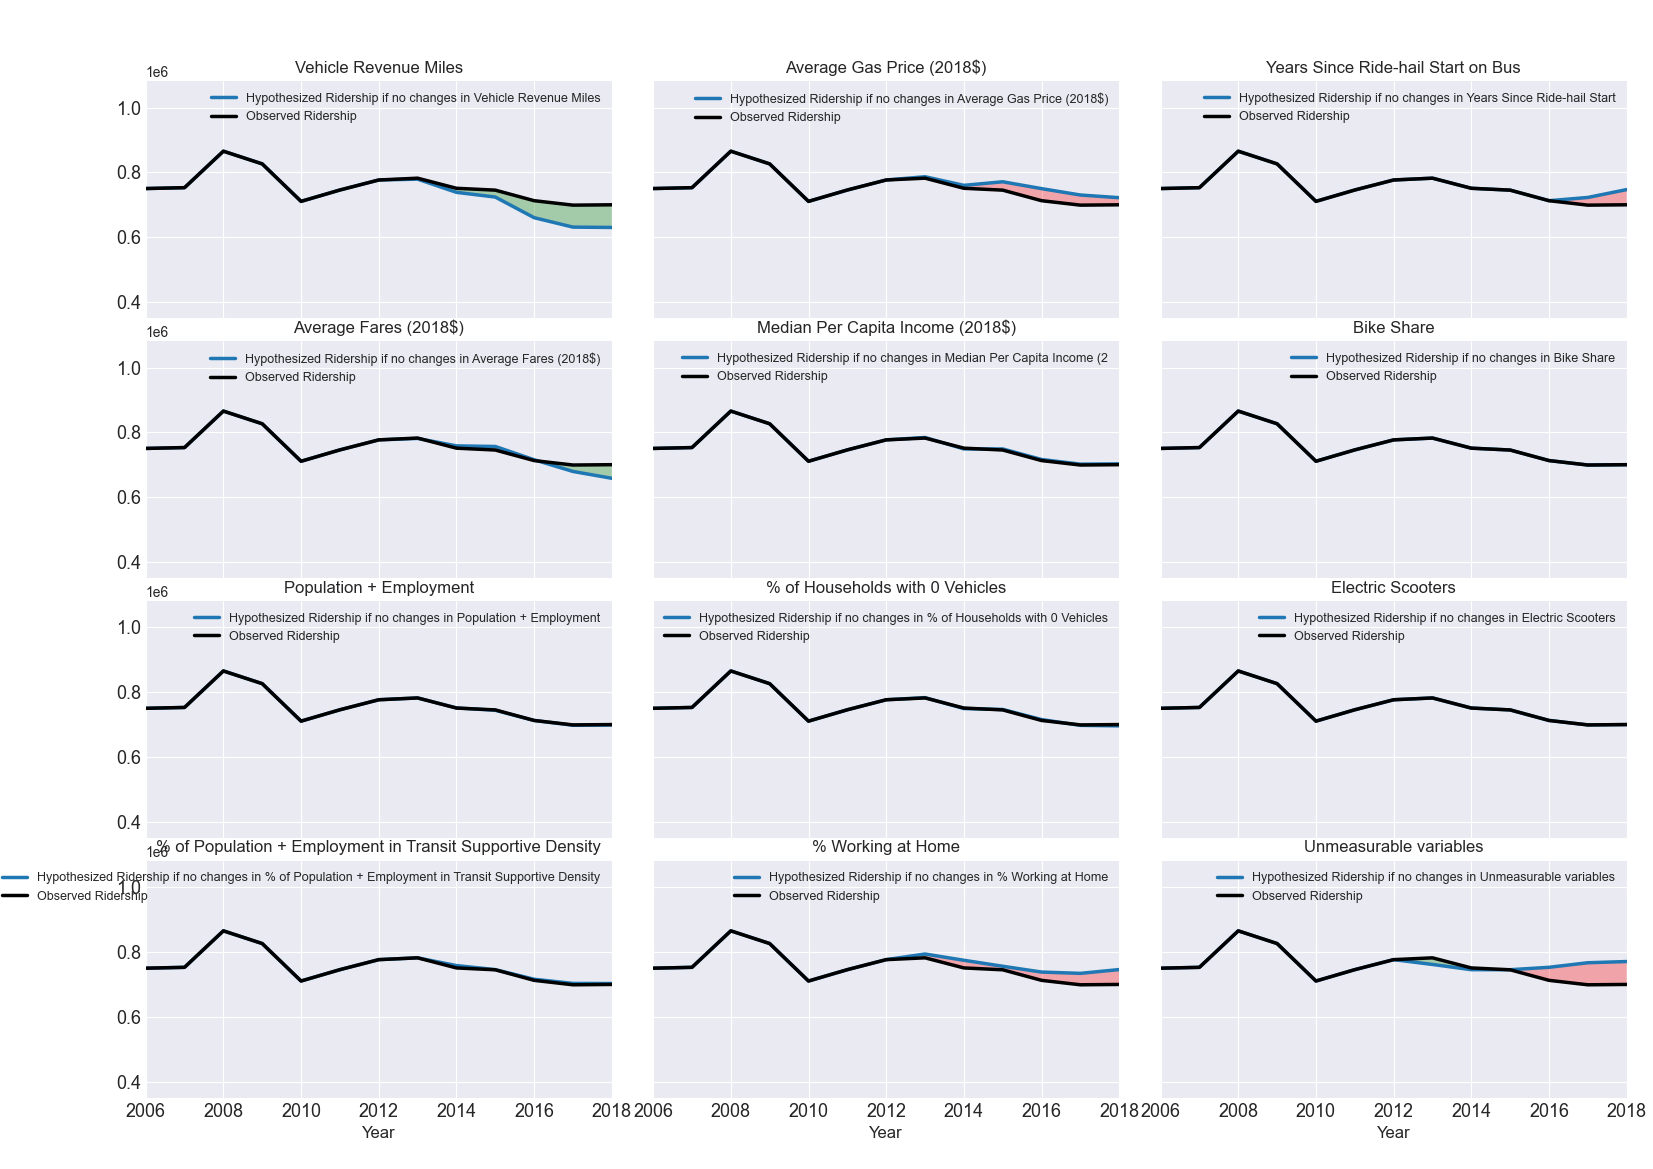 Vehicle Revenue Miles
1e6
Hypothesized Ridership if no changes in Vehicle Revenue Miles
Observed Ridership
1.0
0.8
0.6
0.4
Average Gas Price (2018$)
Hypothesized Ridership if no changes in Average Gas Price (2018$)
Observed Ridership
Years Since Ride-hail Start on Bus
Hypothesized Ridership if no changes in Years Since Ride-hail Start
Observed Ridership
Average Fares (2018$)
1e6
Hypothesized Ridership if no changes in Average Fares (2018$)
Observed Ridership
1.0
0.8
0.6
0.4
Median Per Capita Income (2018$)
Hypothesized Ridership if no changes in Median Per Capita Income (2
Observed Ridership
Bike Share
Hypothesized Ridership if no changes in Bike Share
Observed Ridership
Population + Employment
1e6
Hypothesized Ridership if no changes in Population + Employment
Observed Ridership
1.0
0.8
0.6
0.4
% of Households with 0 Vehicles
Hypothesized Ridership if no changes in % of Households with 0 Vehicles
Observed Ridership
Electric Scooters
Hypothesized Ridership if no changes in Electric Scooters
Observed Ridership
% of Population + Employment in Transit Supportive Density
1e6
Hypothesized Ridership if no changes in % of Population + Employment in Transit Supportive Density
Observed Ridership
1.0
0.8
0.6
0.4
2006 2008 2010 2012 2014 2016 2018
Year
% Working at Home
Hypothesized Ridership if no changes in % Working at Home
Observed Ridership
2006 2008 2010 2012 2014 2016 2018
Year
Unmeasurable variables
Hypothesized Ridership if no changes in Unmeasurable variables
Observed Ridership
2006 2008 2010 2012 2014 2016 2018
Year